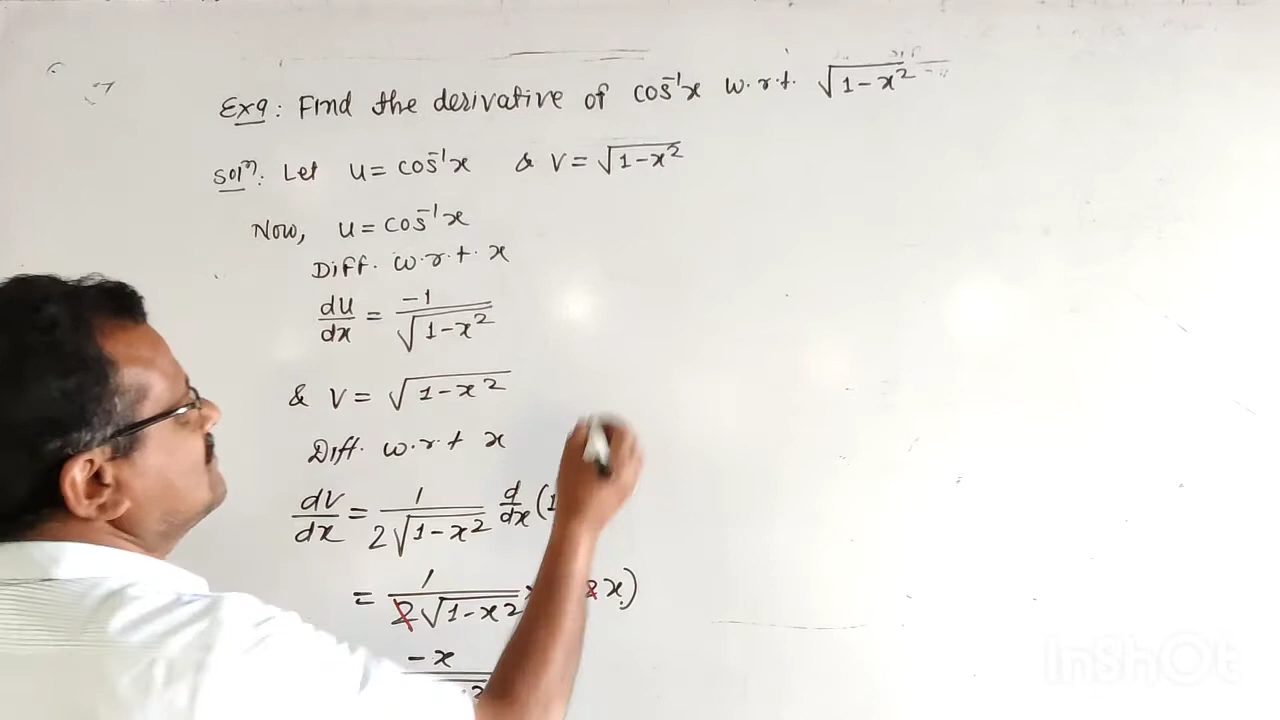 Ex9: Find the derivative of cos⁻¹x w.r.t. √1-x²
Solⁿ: Let u = cos⁻¹x & v = √1-x²
Now, u = cos⁻¹x
Diff. w.r.t. x
du/dx = -1/√1-x²
& v = √1-x²
Diff. w.r.t x
dv/dx = 1/2√1-x² d/dx (1
= 1/2√1-x² 2x)
-x
InShOt